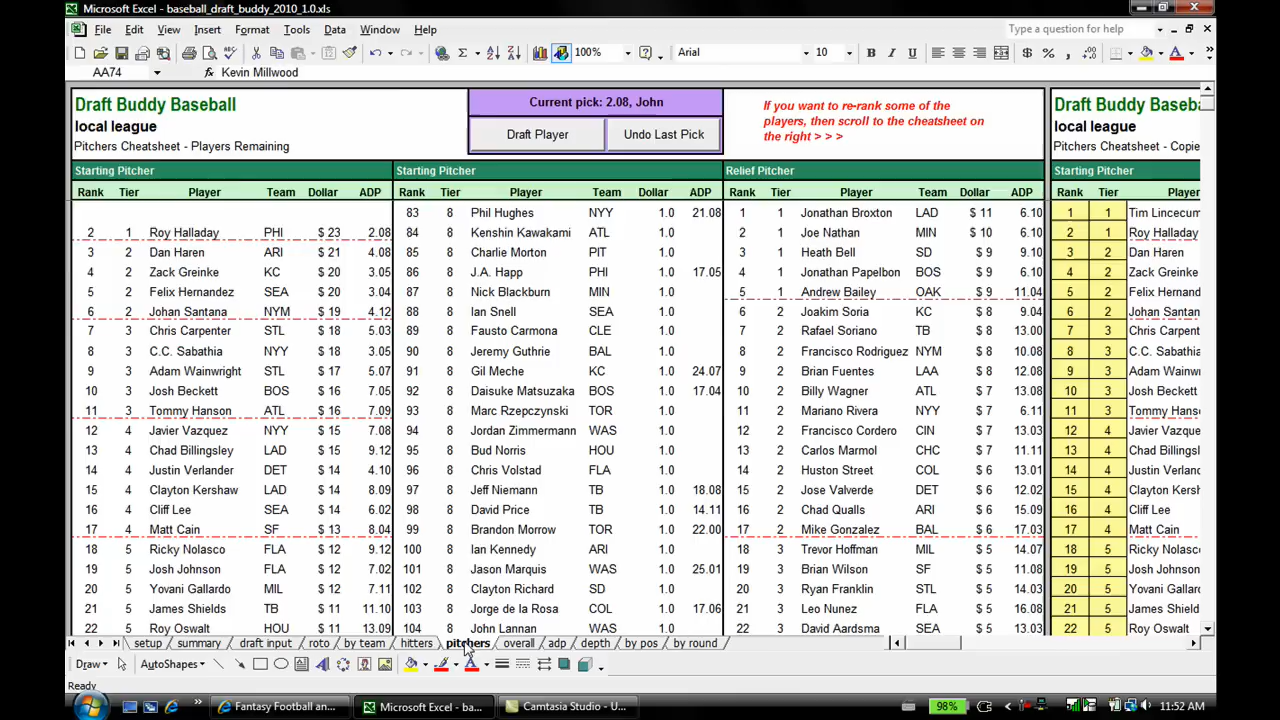 Microsoft Excel - baseball_draft_buddy_2010_1.0.xls
File Edit View Insert Format Tools Data Window Help Type a question for help
100% Arial 10 B I U $ %
AA74 Kevin Millwood
Draft Buddy Baseball
local league
Pitchers Cheatsheet - Players Remaining
Current pick: 2.08, John
Draft Player Undo Last Pick
If you want to re-rank some of the
players, then scroll to the cheatsheet on
the right > > >
Draft Buddy Baseba
local league
Pitchers Cheatsheet - Copie
Starting Pitcher Starting Pitcher Relief Pitcher Starting Pitcher
Rank Tier Player Team Dollar ADP Rank Tier Player Team Dollar ADP Rank Tier Player Team Dollar ADP Rank Tier Playe
83 8 Phil Hughes NYY 1.0 21.08 1 1 Jonathan Broxton LAD $ 11 6.10 1 1 Tim Lincecum
2 1 Roy Halladay PHI $ 23 2.08 84 8 Kenshin Kawakami ATL 1.0 2 1 Joe Nathan MIN $ 10 6.10 2 1 Roy Halladay
3 2 Dan Haren ARI $ 21 4.08 85 8 Charlie Morton PIT 1.0 3 1 Heath Bell SD $ 9 9.10 3 2 Dan Haren
4 2 Zack Greinke KC $ 20 3.05 86 8 J.A. Happ PHI 1.0 17.05 4 1 Jonathan Papelbon BOS $ 9 6.10 4 2 Zack Greinke
5 2 Felix Hernandez SEA $ 20 3.04 87 8 Nick Blackburn MIN 1.0 5 1 Andrew Bailey OAK $ 9 11.04 5 2 Felix Hernand
6 2 Johan Santana NYM $ 19 4.12 88 8 Ian Snell SEA 1.0 6 2 Joakim Soria KC $ 8 9.04 6 2 Johan Santana
7 3 Chris Carpenter STL $ 18 5.03 89 8 Fausto Carmona CLE 1.0 7 2 Rafael Soriano TB $ 8 13.00 7 3 Chris Carpent
8 3 C.C. Sabathia NYY $ 18 3.05 90 8 Jeremy Guthrie BAL 1.0 8 2 Francisco Rodriguez NYM $ 8 10.08 8 3 C.C. Sabathia
9 3 Adam Wainwright STL $ 17 5.07 91 8 Gil Meche KC 1.0 24.07 9 2 Brian Fuentes LAA $ 8 12.08 9 3 Adam Wainwr
10 3 Josh Beckett BOS $ 16 7.05 92 8 Daisuke Matsuzaka BOS 1.0 17.04 10 2 Billy Wagner ATL $ 7 13.08 10 3 Josh Beckett
11 3 Tommy Hanson ATL $ 16 7.09 93 8 Marc Rzepczynski TOR 1.0 11 2 Mariano Rivera NYY $ 7 6.11 11 3 Tommy Hanso
12 4 Javier Vazquez NYY $ 15 7.08 94 8 Jordan Zimmermann WAS 1.0 12 2 Francisco Cordero CIN $ 7 13.03 12 4 Javier Vazque
13 4 Chad Billingsley LAD $ 15 9.12 95 8 Bud Norris HOU 1.0 13 2 Carlos Marmol CHC $ 7 11.11 13 4 Chad Billingsl
14 4 Justin Verlander DET $ 14 4.10 96 8 Chris Volstad FLA 1.0 14 2 Huston Street COL $ 6 13.01 14 4 Justin Verland
15 4 Clayton Kershaw LAD $ 14 8.09 97 8 Jeff Niemann TB 1.0 18.08 15 2 Jose Valverde DET $ 6 12.02 15 4 Clayton Kersh
16 4 Cliff Lee SEA $ 14 6.02 98 8 David Price TB 1.0 14.11 16 2 Chad Qualls ARI $ 6 15.09 16 4 Cliff Lee
17 4 Matt Cain SF $ 13 8.04 99 8 Brandon Morrow TOR 1.0 22.00 17 2 Mike Gonzalez BAL $ 6 17.03 17 4 Matt Cain
18 5 Ricky Nolasco FLA $ 12 9.12 100 8 Ian Kennedy ARI 1.0 18 3 Trevor Hoffman MIL $ 5 14.07 18 5 Ricky Nolasco
19 5 Josh Johnson FLA $ 12 7.02 101 8 Jason Marquis WAS 1.0 25.01 19 3 Brian Wilson SF $ 5 11.08 19 5 Josh Johnson
20 5 Yovani Gallardo MIL $ 12 7.11 102 8 Clayton Richard SD 1.0 20 3 Ryan Franklin STL $ 5 14.03 20 5 Yovani Gallard
21 5 James Shields TB $ 11 11.10 103 8 Jorge de la Rosa COL 1.0 17.06 21 3 Leo Nunez FLA $ 5 16.08 21 5 James Shields
22 5 Roy Oswalt HOU $ 11 13.09 104 8 John Lannan WAS 1.0 22 3 David Aardsma SEA $ 5 13.10 22 5 Roy Oswalt
setup summary draft input roto by team hitters pitchers overall adp depth by pos by round
Draw AutoShapes
Ready
Fantasy Football an... Microsoft Excel - ba... Camtasia Studio - U... 98% 11:52 AM